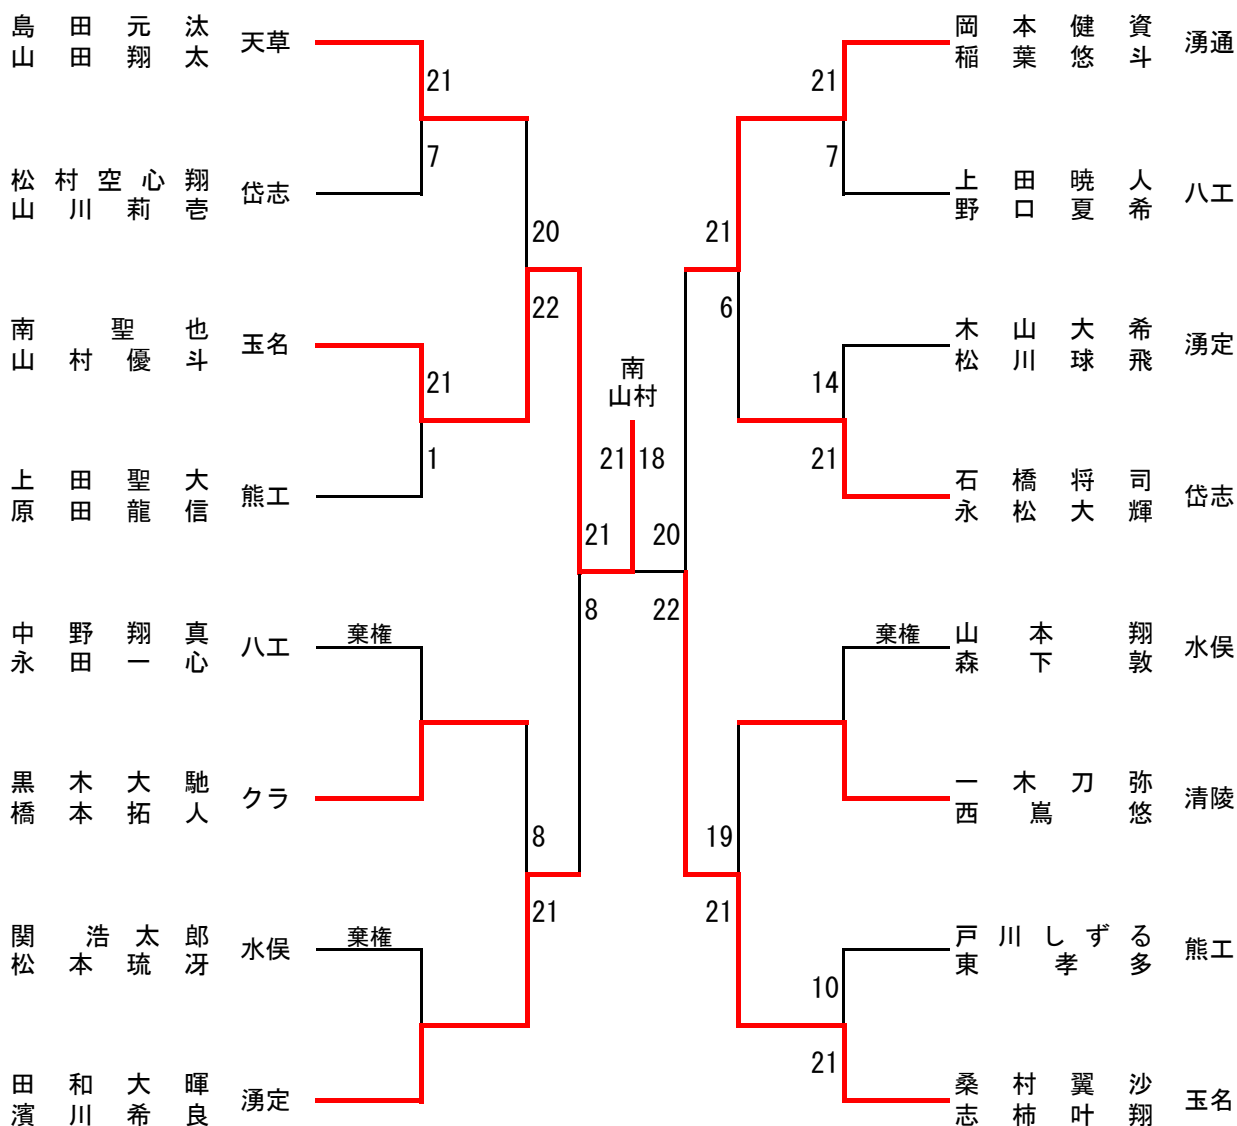 島田元汰
山田翔太
天草
21
7
松村空心翔
山川莉壱
岱志
20
22
南聖也
山村優斗
玉名
21
1
上田聖大
原田龍信
熊工
21
8
中野翔真
永田一心
八工
棄権
黒木大馳
橋本拓人
クラ
8
21
関浩太郎
松本琉冴
水俣
棄権
田和大暉
濱川希良
湧定
南
山村
21 18
岡本健資
稲葉悠斗
湧通
21
7
上田暁人
野口夏希
八工
21
6
木山大希
松川球飛
湧定
14
21
石橋将司
永松大輝
岱志
20
22
棄権
山本翔
森下敦
水俣
一木刀弥
西嶌悠
清陵
19
21
戸川しずる
東孝多
熊工
10
21
桑村翼沙
志柿叶翔
玉名